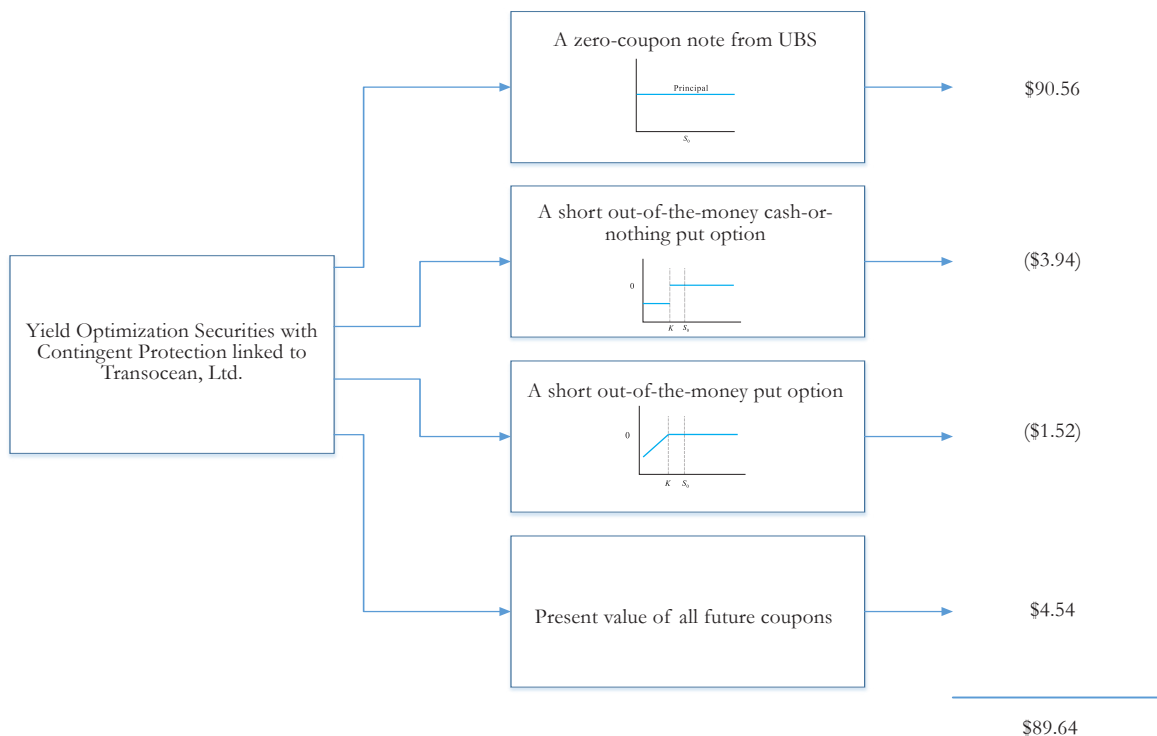 A zero-coupon note from UBS
Principal
S₀
$90.56
A short out-of-the-money cash-or-
nothing put option
0
K S₀
($3.94)
Yield Optimization Securities with
Contingent Protection linked to
Transocean, Ltd.
A short out-of-the-money put option
0
K S₀
($1.52)
Present value of all future coupons
$4.54
$89.64